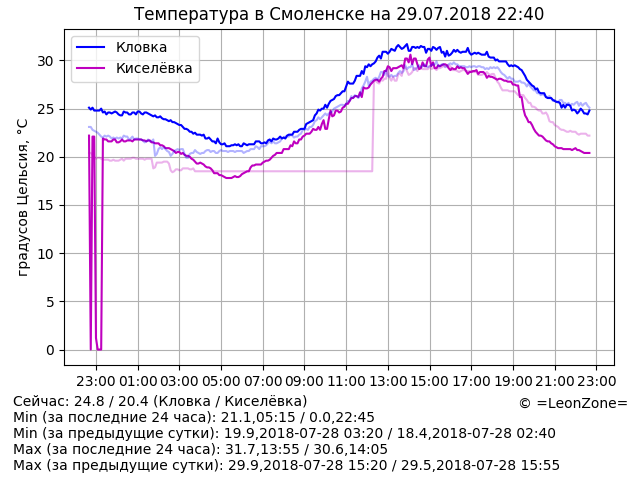 Температура в Смоленске на 29.07.2018 22:40
Кловка
Киселёвка
градусов Цельсия, °C
30
25
20
15
10
5
0
23:00 01:00 03:00 05:00 07:00 09:00 11:00 13:00 15:00 17:00 19:00 21:00 23:00
Сейчас: 24.8 / 20.4 (Кловка / Киселёвка)
© =LeonZone=
Min (за последние 24 часа): 21.1,05:15 / 0.0,22:45
Min (за предыдущие сутки): 19.9,2018-07-28 03:20 / 18.4,2018-07-28 02:40
Max (за последние 24 часа): 31.7,13:55 / 30.6,14:05
Max (за предыдущие сутки): 29.9,2018-07-28 15:20 / 29.5,2018-07-28 15:55